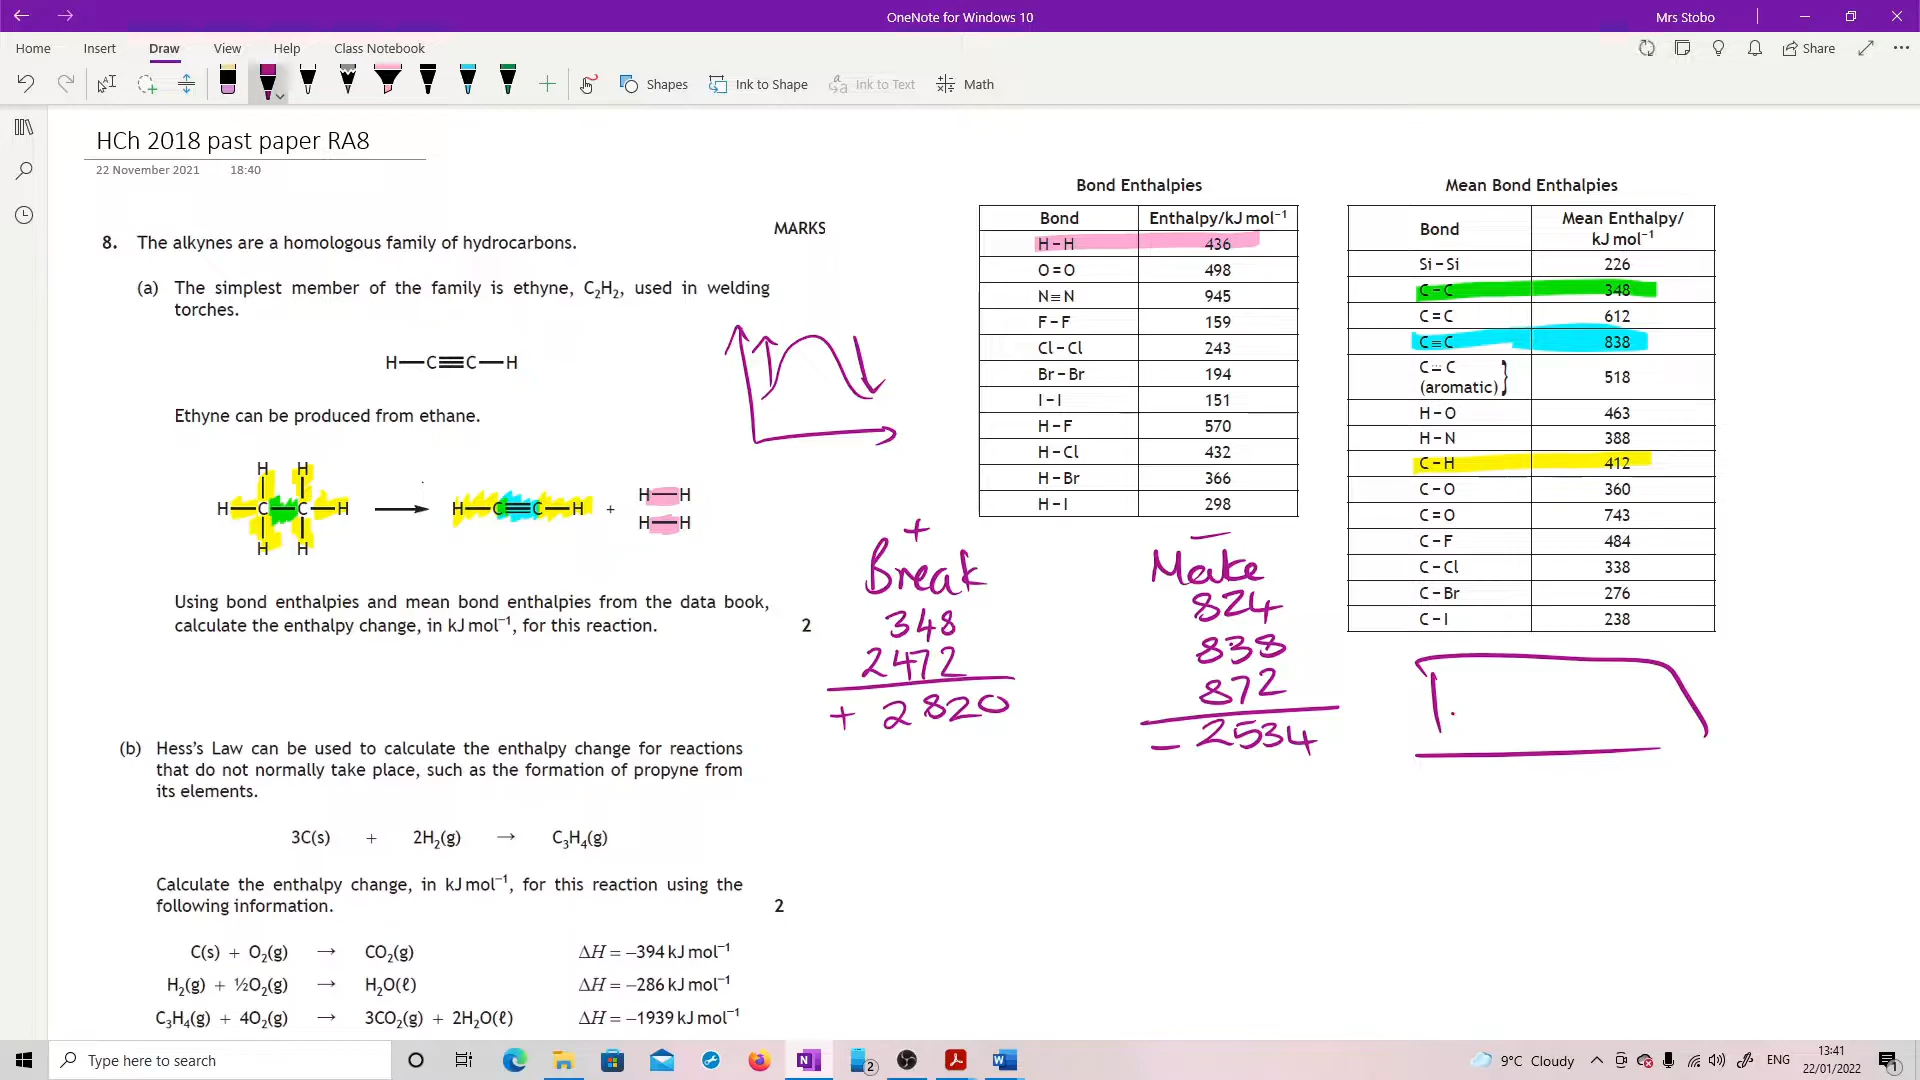 OneNote for Windows 10
Mrs Stobo
Home Insert Draw View Help Class Notebook
Share
Shapes
Ink to Shape
Ink to Text
Math
HCh 2018 past paper RA8
22 November 2021 18:40
MARKS
8. The alkynes are a homologous family of hydrocarbons.
(a) The simplest member of the family is ethyne, C₂H₂, used in welding
torches.
H—C≡C—H
Ethyne can be produced from ethane.
H H
H—C—C—H → H—C≡C—H + H—H
H—H
H H
Using bond enthalpies and mean bond enthalpies from the data book,
calculate the enthalpy change, in kJ mol⁻¹, for this reaction. 2
(b) Hess's Law can be used to calculate the enthalpy change for reactions
that do not normally take place, such as the formation of propyne from
its elements.
3C(s) + 2H₂(g) → C₃H₄(g)
Calculate the enthalpy change, in kJ mol⁻¹, for this reaction using the
following information. 2
C(s) + O₂(g) → CO₂(g) ΔH = −394 kJ mol⁻¹
H₂(g) + ½O₂(g) → H₂O(ℓ) ΔH = −286 kJ mol⁻¹
C₃H₄(g) + 4O₂(g) → 3CO₂(g) + 2H₂O(ℓ) ΔH = −1939 kJ mol⁻¹
Bond Enthalpies
Bond Enthalpy/kJ mol⁻¹
H–H 436
O=O 498
N≡N 945
F–F 159
Cl–Cl 243
Br–Br 194
I–I 151
H–F 570
H–Cl 432
H–Br 366
H–I 298
Mean Bond Enthalpies
Bond Mean Enthalpy/
kJ mol⁻¹
Si–Si 226
C–C 348
C=C 612
C≡C 838
C⩦C
(aromatic) } 518
H–O 463
H–N 388
C–H 412
C–O 360
C=O 743
C–F 484
C–Cl 338
C–Br 276
C–I 238
+
Break
348
2472
+ 2820
−
Make
824
838
872
− 2534
Type here to search
2
9°C Cloudy
ENG
13:41
22/01/2022
1